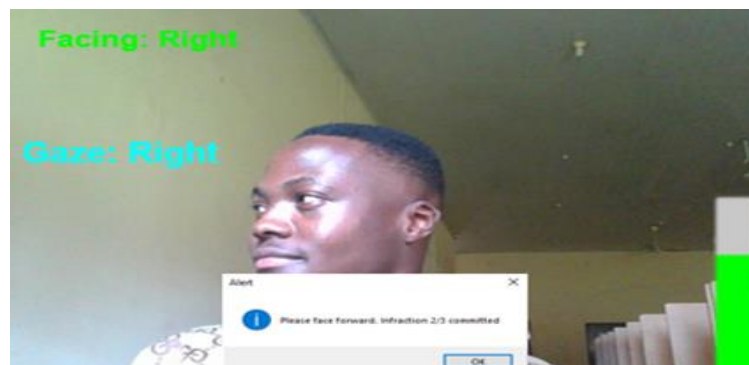 Facing: Right
Gaze: Right
Alert
Please face forward. Infraction 2/3 committed
OK